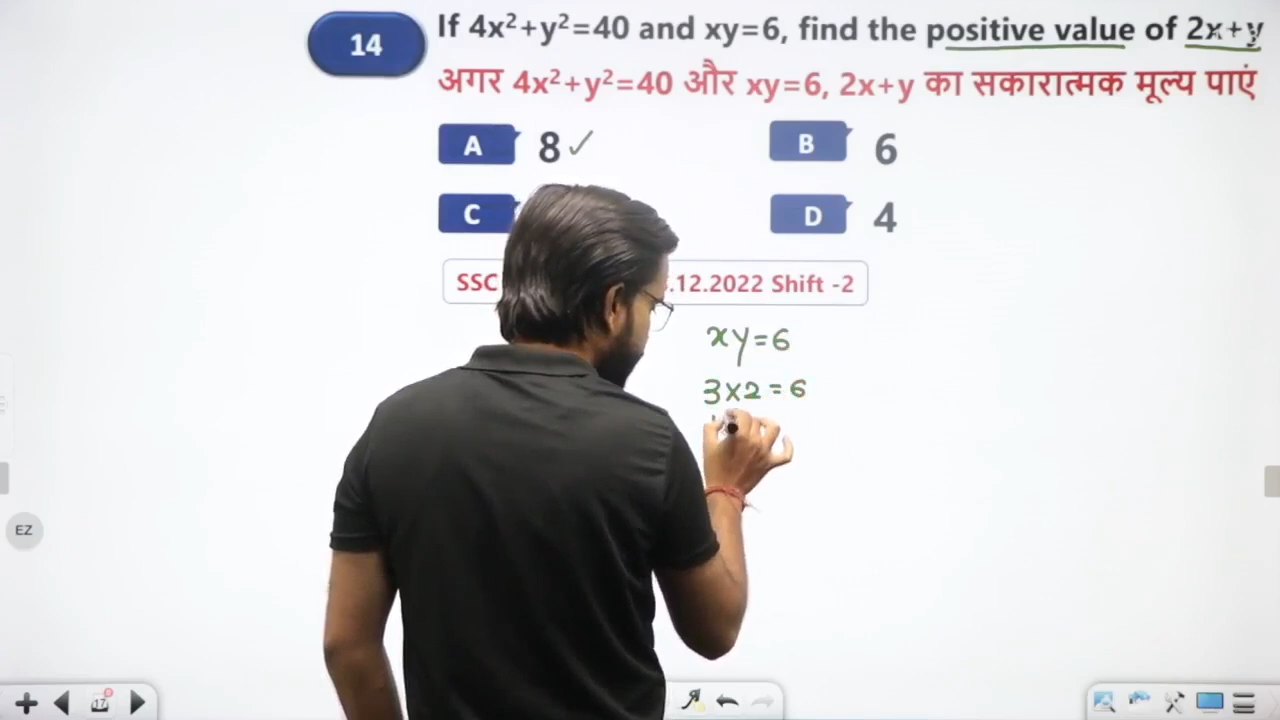 14
If 4x²+y²=40 and xy=6, find the positive value of 2x+y
अगर 4x²+y²=40 और xy=6, 2x+y का सकारात्मक मूल्य पाएं
A 8 ✓
B 6
C
D 4
SSC .12.2022 Shift -2
xy=6
3x2=6
EZ
17